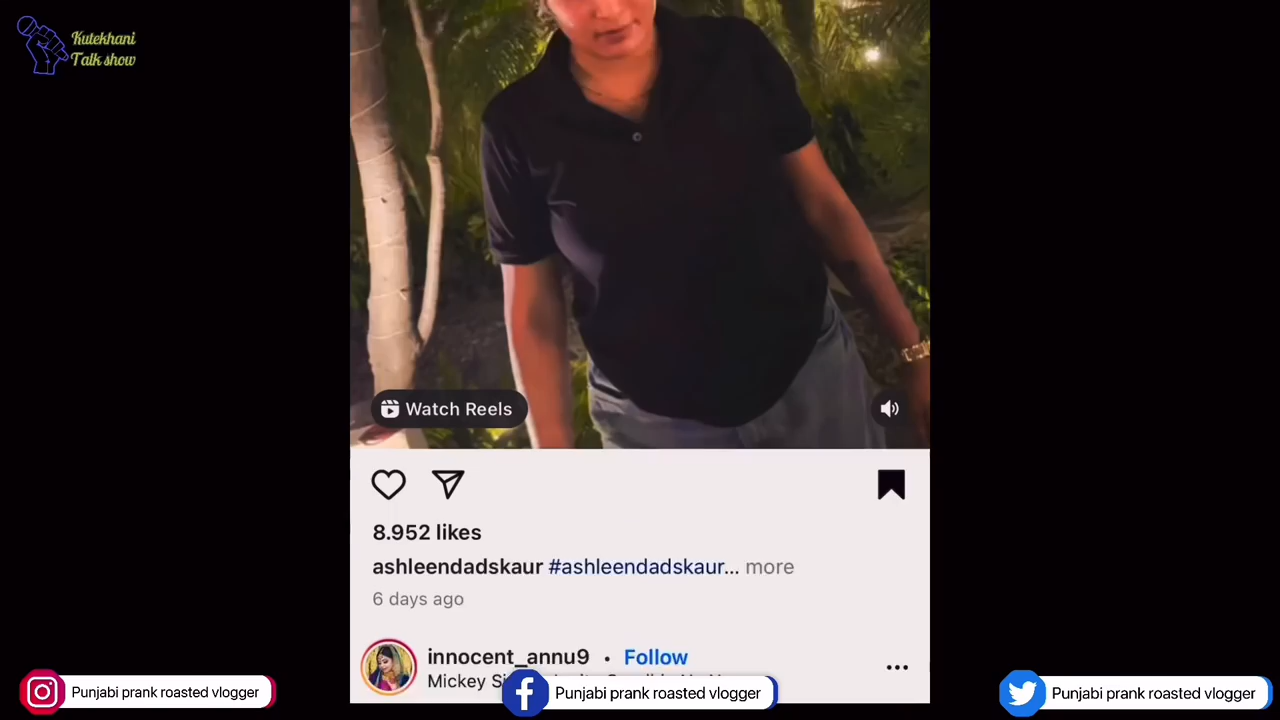 Kutekhani
Talk show
Watch Reels
8.952 likes
ashleendadskaur #ashleendadskaur... more
6 days ago
innocent_annu9 • Follow
Mickey
Punjabi prank roasted vlogger
Punjabi prank roasted vlogger
Punjabi prank roasted vlogger